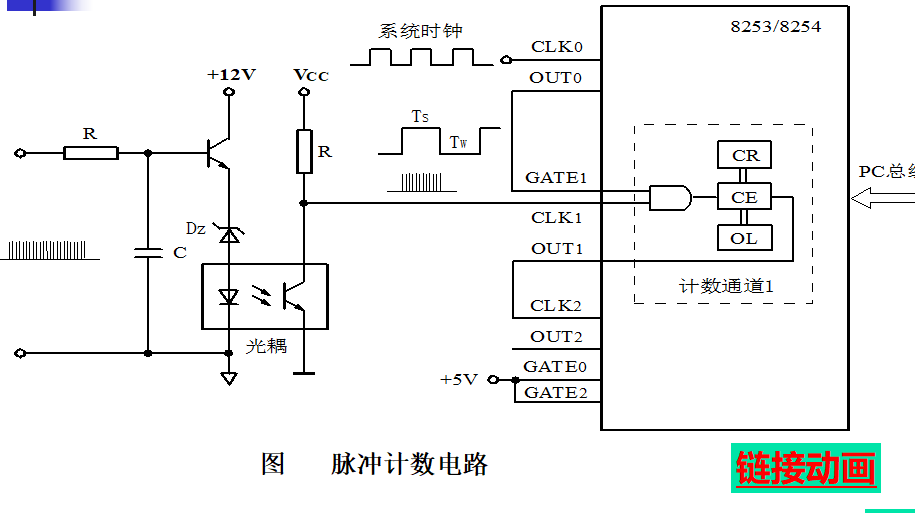 系统时钟
8253/8254
CLK0
+12V
VCC
OUT0
Ts
R
Tw
R
CR
PC总线
GATE1
CE
CLK1
Dz
OL
C
OUT1
计数通道1
CLK2
光耦
OUT2
GATE0
+5V
GATE2
图 脉冲计数电路
链接动画